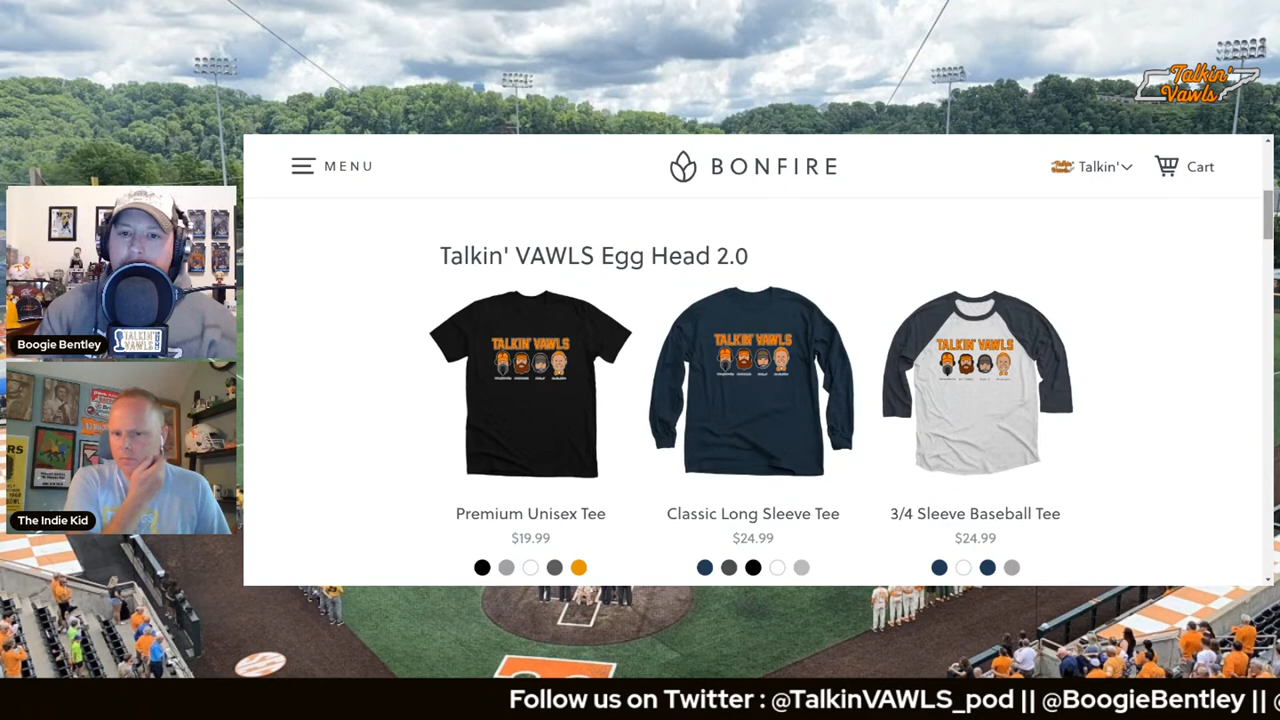 Talkin'
Vawls
MENU
BONFIRE
Talkin'
Cart
Talkin' VAWLS Egg Head 2.0
TALKIN' VAWLS
TALKIN' VAWLS
TALKIN' VAWLS
Premium Unisex Tee
Classic Long Sleeve Tee
3/4 Sleeve Baseball Tee
$19.99
$24.99
$24.99
Boogie Bentley
TALKIN'
VAWLS
The Indie Kid
Follow us on Twitter : @TalkinVAWLS_pod || @BoogieBentley || @